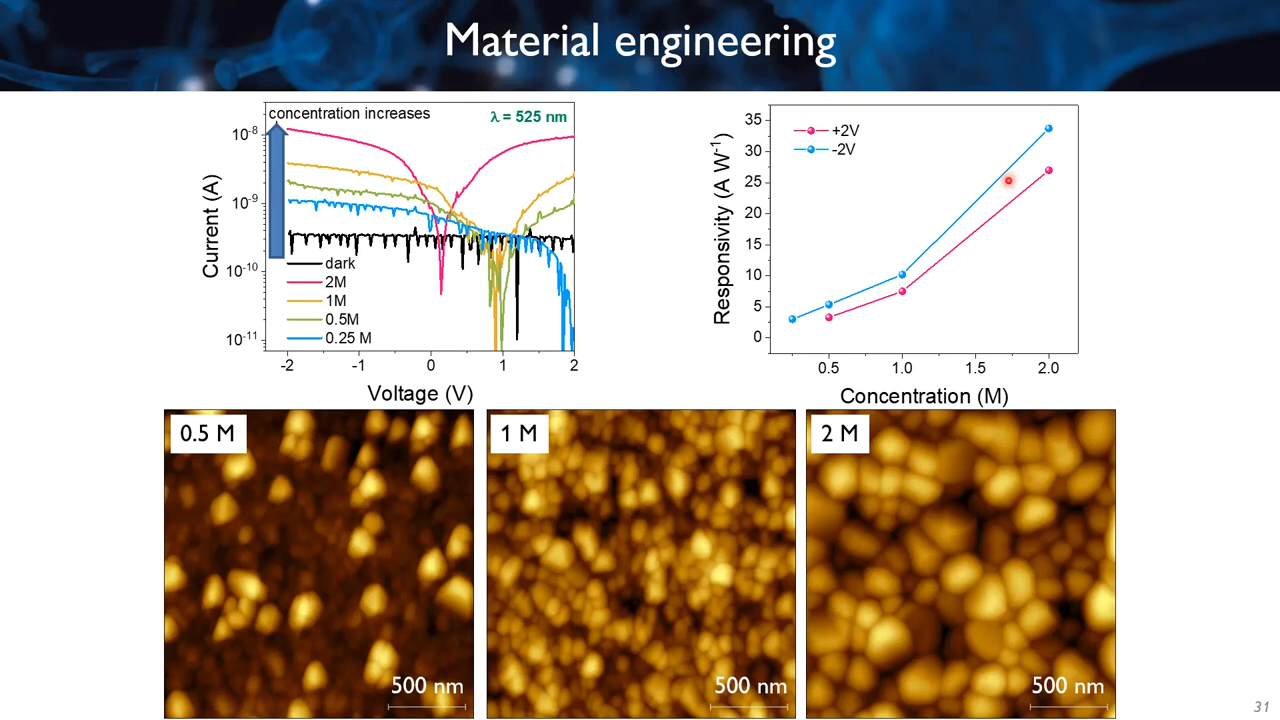 Material engineering
concentration increases
λ = 525 nm
10⁻⁸
10⁻⁹
10⁻¹⁰
10⁻¹¹
Current (A)
dark
2M
1M
0.5M
0.25 M
-2 -1 0 1 2
Voltage (V)
35
30
25
20
15
10
5
0
Responsivity (A W⁻¹)
+2V
-2V
0.5 1.0 1.5 2.0
Concentration (M)
0.5 M
500 nm
1 M
500 nm
2 M
500 nm
31